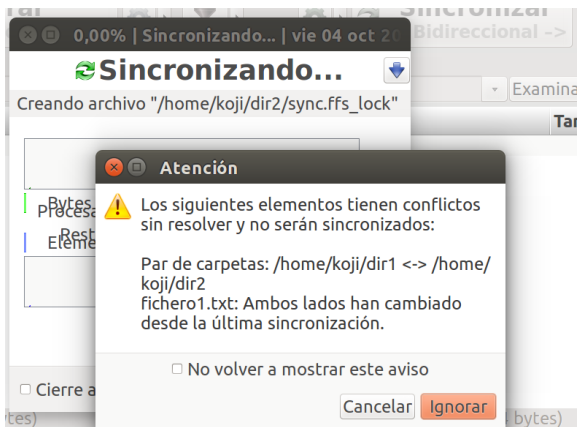 Sincronizar
Bidireccional ->
0,00% | Sincronizando... | vie 04 oct 20
Sincronizando...
Examina
Creando archivo "/home/koji/dir2/sync.ffs_lock"
Tar
Atención
Bytes
Procesa
Rest
Eleme
Los siguientes elementos tienen conflictos
sin resolver y no serán sincronizados:
Par de carpetas: /home/koji/dir1 <-> /home/
koji/dir2
fichero1.txt: Ambos lados han cambiado
desde la última sincronización.
No volver a mostrar este aviso
Cierre a
Cancelar
Ignorar
tes)
bytes)